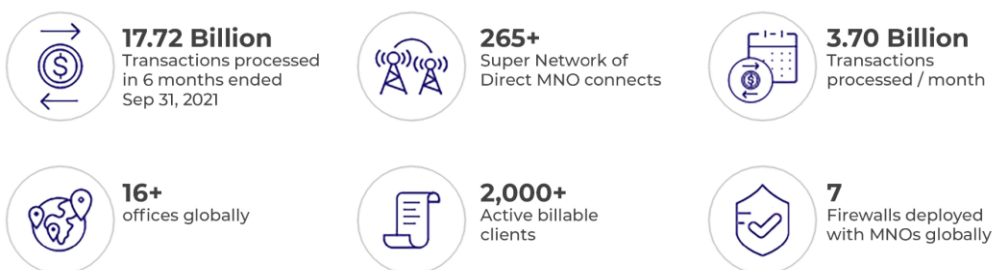 17.72 Billion
Transactions processed
in 6 months ended
Sep 31, 2021
265+
Super Network of
Direct MNO connects
3.70 Billion
Transactions
processed / month
16+
offices globally
2,000+
Active billable
clients
7
Firewalls deployed
with MNOs globally